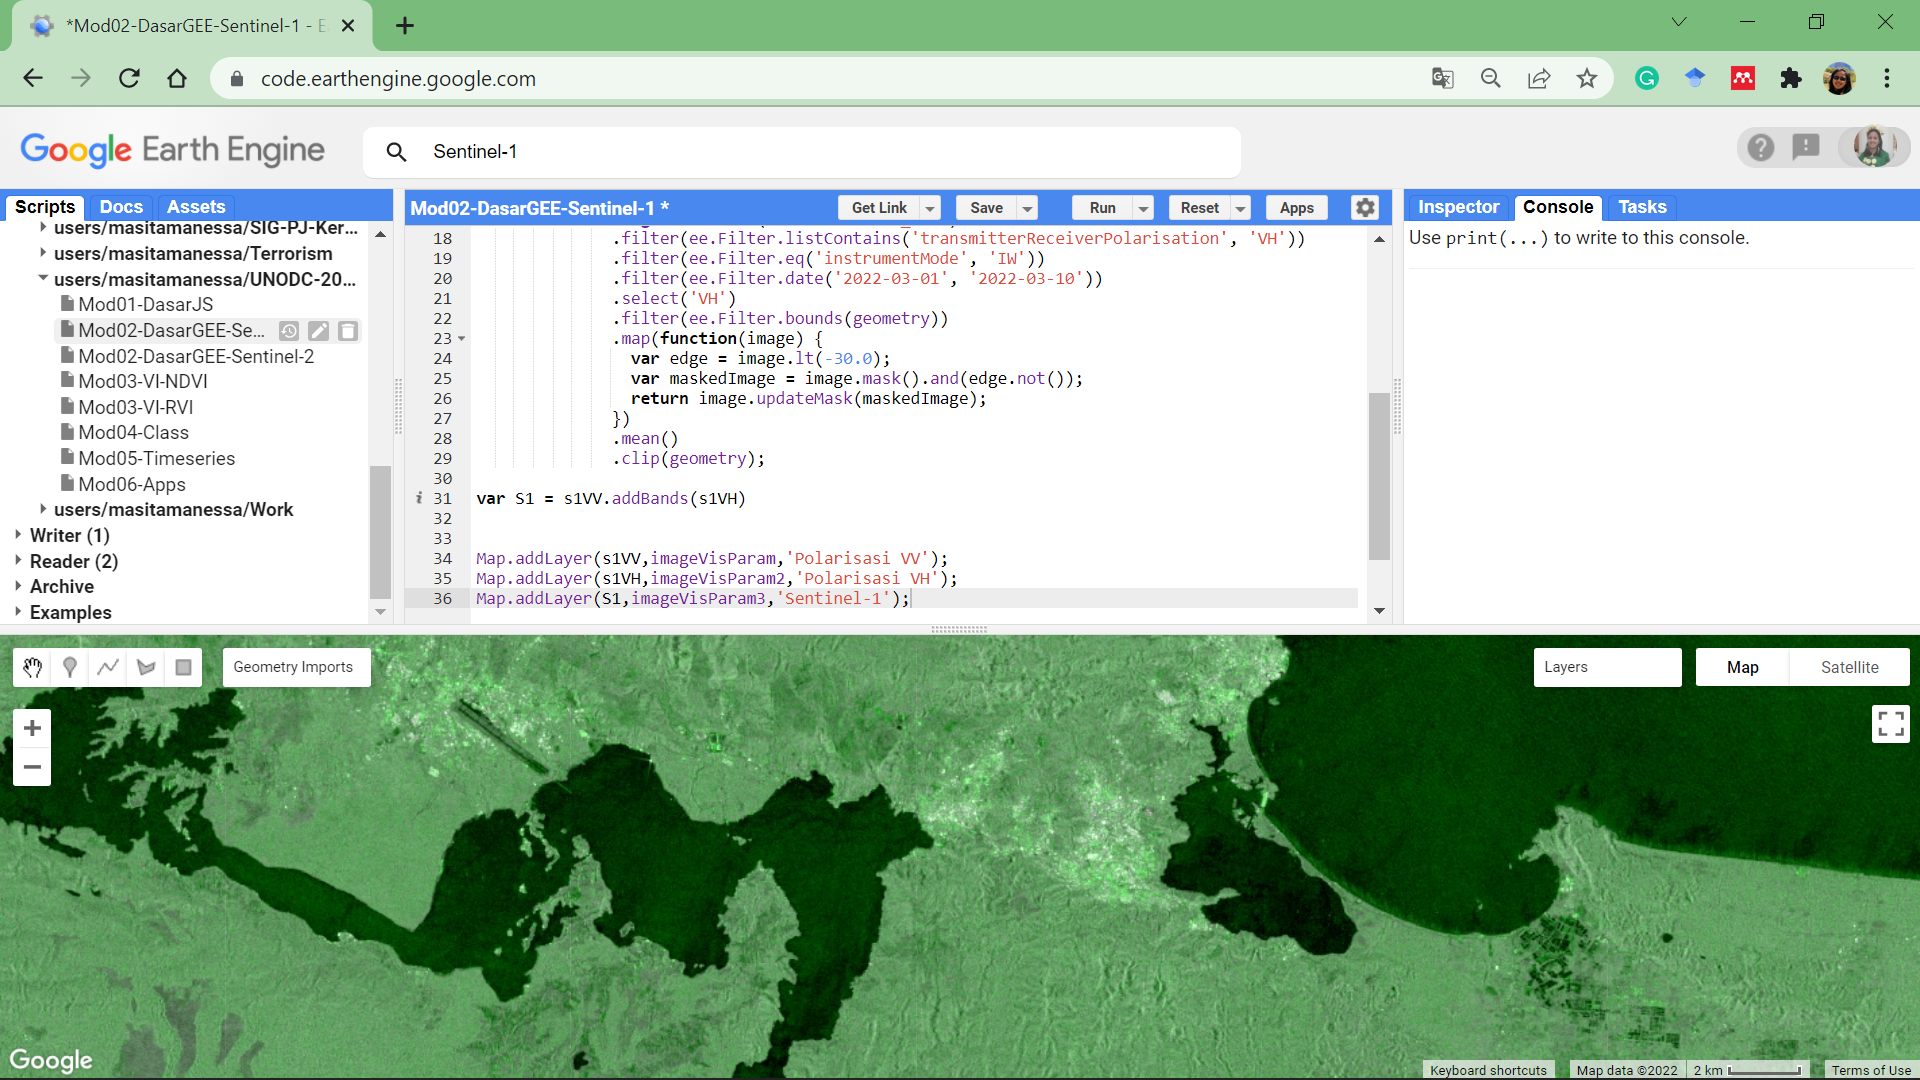 *Mod02-DasarGEE-Sentinel-1 - E
code.earthengine.google.com
Google Earth Engine
Sentinel-1
Scripts Docs Assets
users/masitamanessa/SIG-PJ-Ker...
users/masitamanessa/Terrorism
users/masitamanessa/UNODC-20...
Mod01-DasarJS
Mod02-DasarGEE-Se...
Mod02-DasarGEE-Sentinel-2
Mod03-VI-NDVI
Mod03-VI-RVI
Mod04-Class
Mod05-Timeseries
Mod06-Apps
users/masitamanessa/Work
Writer (1)
Reader (2)
Archive
Examples
Mod02-DasarGEE-Sentinel-1 *
Get Link Save Run Reset Apps
18 .filter(ee.Filter.listContains('transmitterReceiverPolarisation', 'VH'))
19 .filter(ee.Filter.eq('instrumentMode', 'IW'))
20 .filter(ee.Filter.date('2022-03-01', '2022-03-10'))
21 .select('VH')
22 .filter(ee.Filter.bounds(geometry))
23 .map(function(image) {
24 var edge = image.lt(-30.0);
25 var maskedImage = image.mask().and(edge.not());
26 return image.updateMask(maskedImage);
27 })
28 .mean()
29 .clip(geometry);
30
i 31 var S1 = s1VV.addBands(s1VH)
32
33
34 Map.addLayer(s1VV,imageVisParam,'Polarisasi VV');
35 Map.addLayer(s1VH,imageVisParam2,'Polarisasi VH');
36 Map.addLayer(S1,imageVisParam3,'Sentinel-1');
Inspector Console Tasks
Use print(...) to write to this console.
Geometry Imports
Layers
Map Satellite
Google
Keyboard shortcuts Map data ©2022 2 km Terms of Use